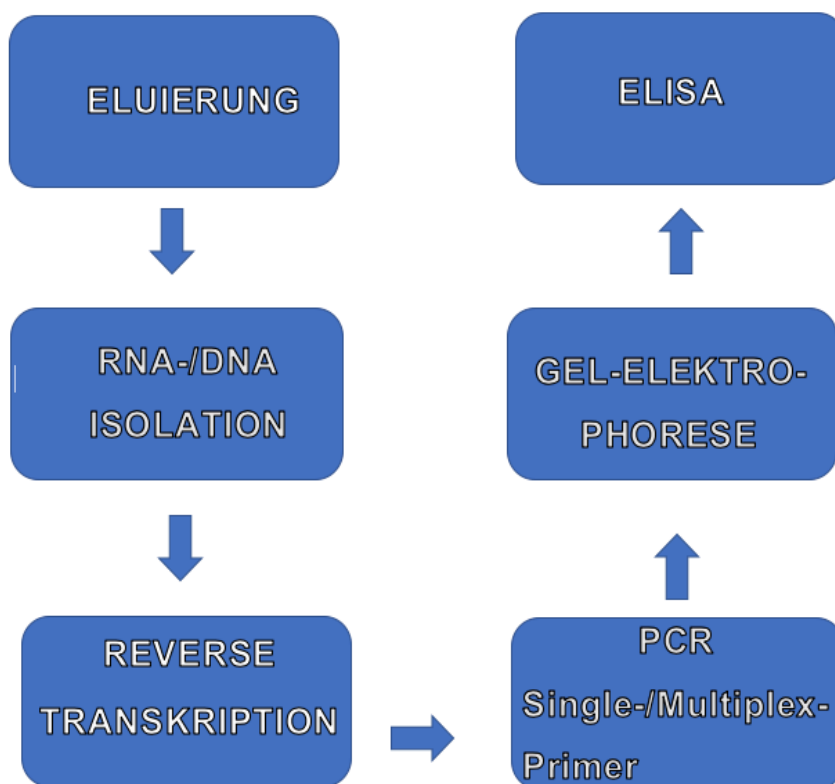 ELUIERUNG
RNA-/DNA
ISOLATION
REVERSE
TRANSKRIPTION
PCR
Single-/Multiplex-
Primer
GEL-ELEKTRO-
PHORESE
ELISA